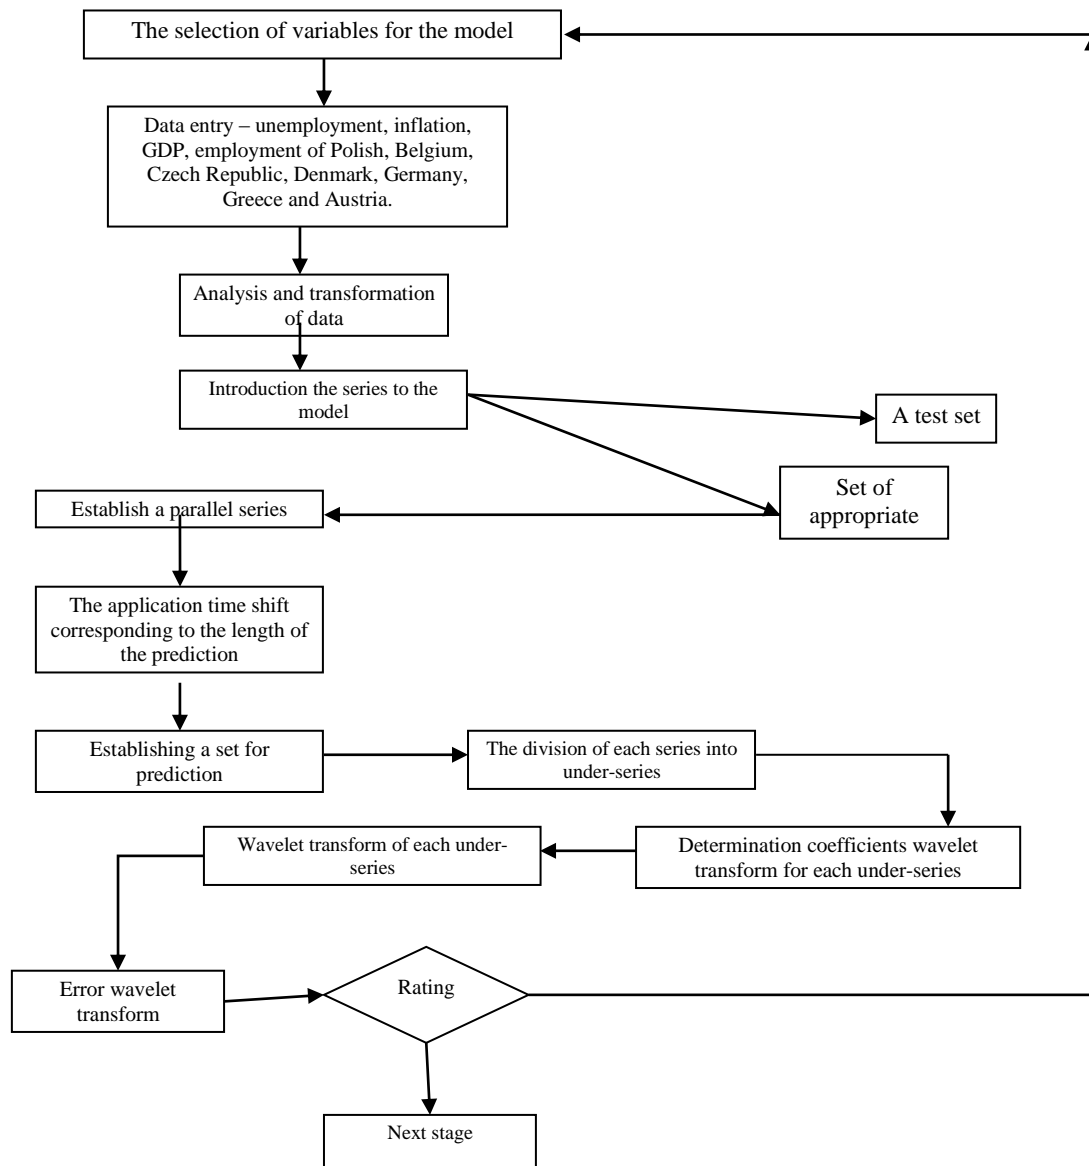 The selection of variables for the model
Data entry – unemployment, inflation,
GDP, employment of Polish, Belgium,
Czech Republic, Denmark, Germany,
Greece and Austria.
Analysis and transformation
of data
Introduction the series to the
model
A test set
Set of
appropriate
Establish a parallel series
The application time shift
corresponding to the length of
the prediction
Establishing a set for
prediction
The division of each series into
under-series
Determination coefficients wavelet
transform for each under-series
Wavelet transform of each under-
series
Error wavelet
transform
Rating
Next stage